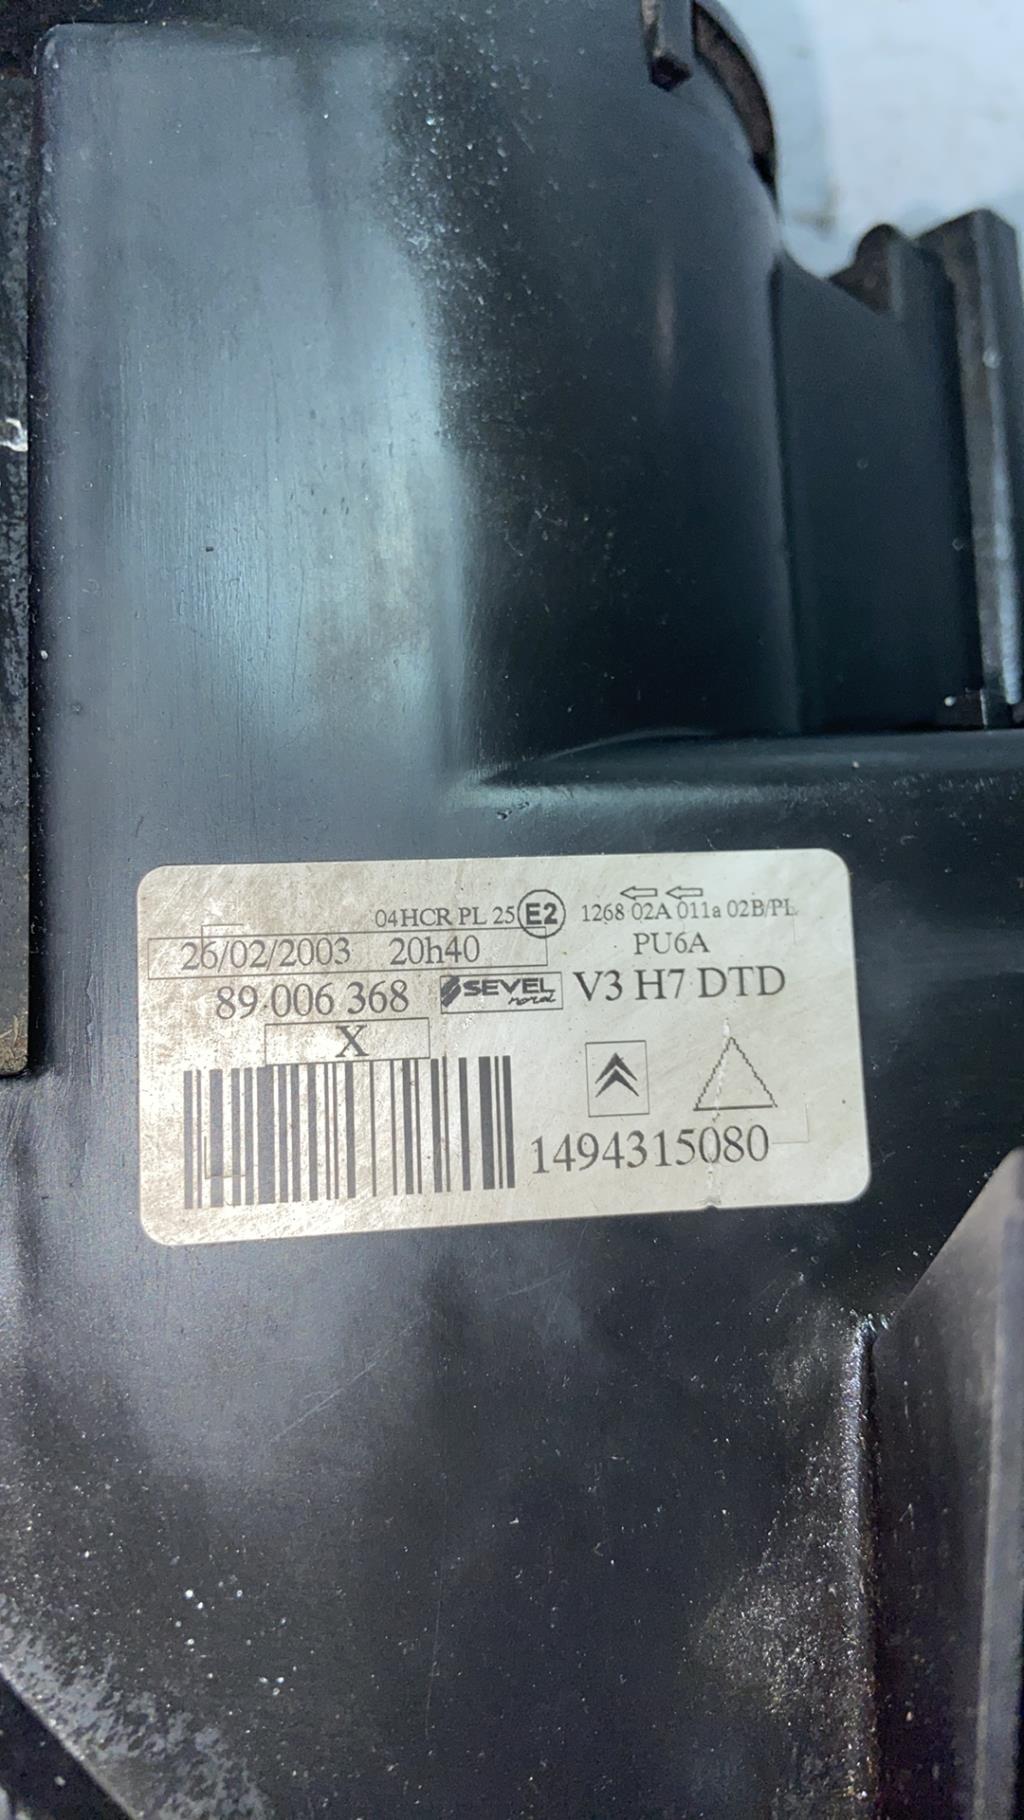 04HCR PL 25 E2 1268 02A 011a 02B/PL
26/02/2003 20h40 PU6A
89 006 368 SEVEL nord V3 H7 DTD
X
1494315080